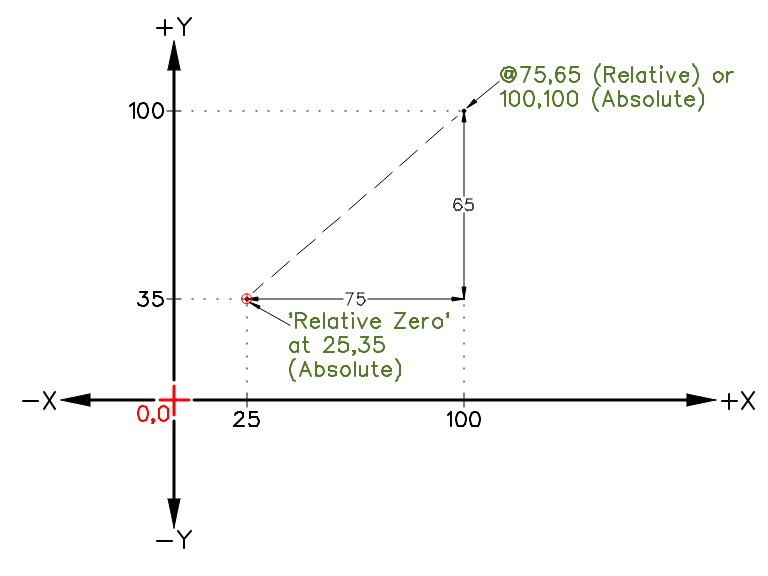 +Y
@75,65 (Relative) or
100,100 (Absolute)
100
65
35
75
'Relative Zero'
at 25,35
(Absolute)
-X
+X
0,0
25
100
-Y